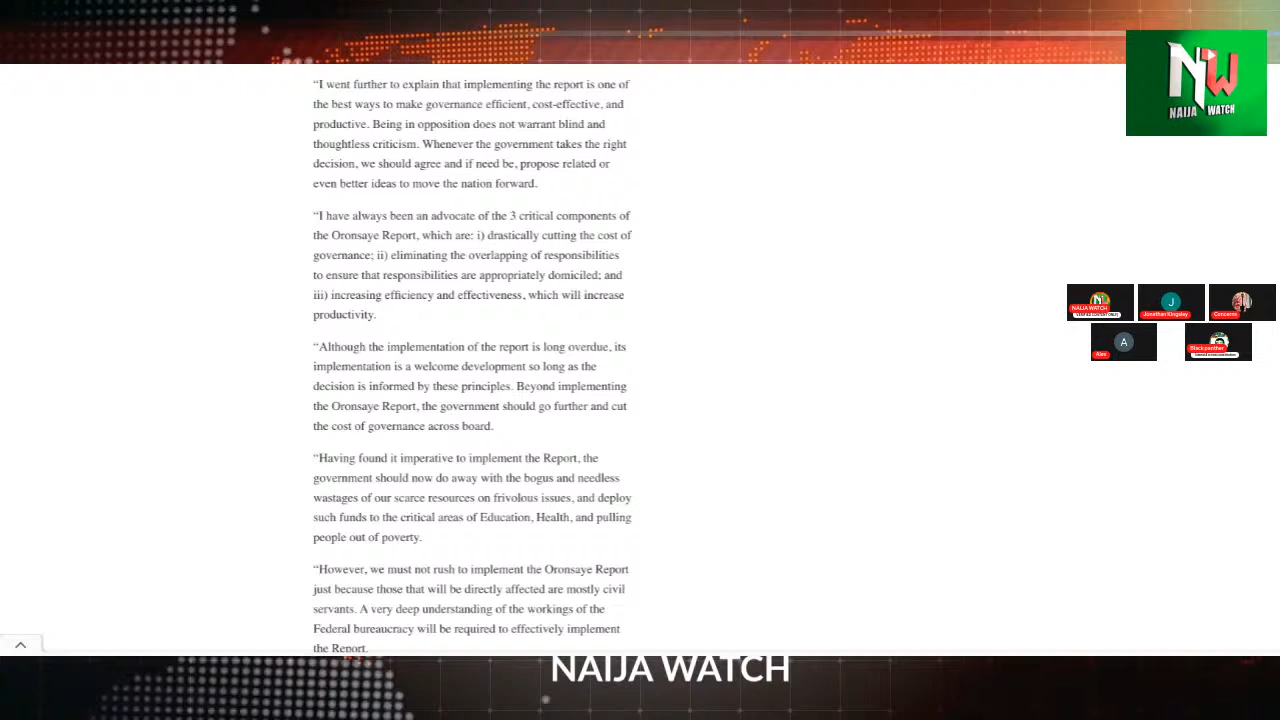 “I went further to explain that implementing the report is one of
the best ways to make governance efficient, cost-effective, and
productive. Being in opposition does not warrant blind and
thoughtless criticism. Whenever the government takes the right
decision, we should agree and if need be, propose related or
even better ideas to move the nation forward.
“I have always been an advocate of the 3 critical components of
the Oronsaye Report, which are: i) drastically cutting the cost of
governance; ii) eliminating the overlapping of responsibilities
to ensure that responsibilities are appropriately domiciled; and
iii) increasing efficiency and effectiveness, which will increase
productivity.
“Although the implementation of the report is long overdue, its
implementation is a welcome development so long as the
decision is informed by these principles. Beyond implementing
the Oronsaye Report, the government should go further and cut
the cost of governance across board.
“Having found it imperative to implement the Report, the
government should now do away with the bogus and needless
wastages of our scarce resources on frivolous issues, and deploy
such funds to the critical areas of Education, Health, and pulling
people out of poverty.
“However, we must not rush to implement the Oronsaye Report
just because those that will be directly affected are mostly civil
servants. A very deep understanding of the workings of the
Federal bureaucracy will be required to effectively implement
the Report.
NW
NAIJA WATCH
NAIJA WATCH
J
Jonathan Kingsley
Concerns
A
Alex
Black panther
NAIJA WATCH